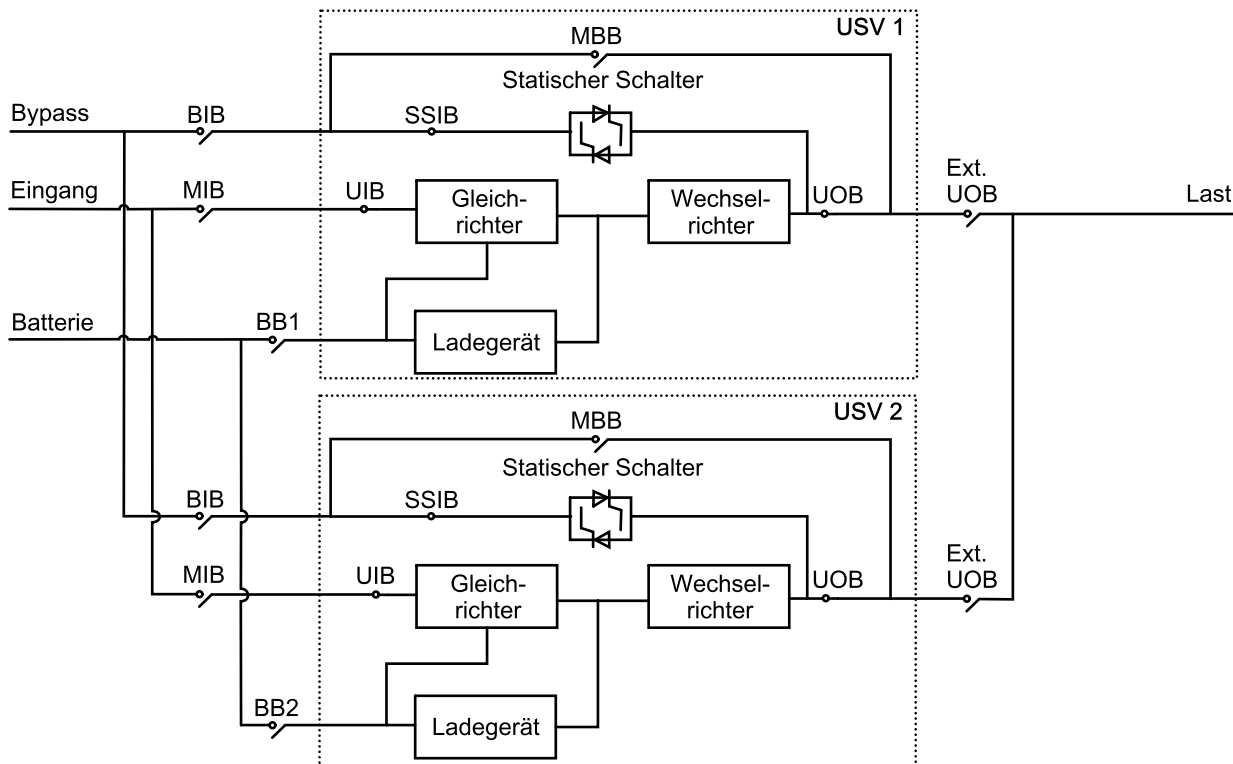 USV 1
MBB
Statischer Schalter
Bypass
BIB
SSIB
Eingang
MIB
UIB
Gleich-
richter
Wechsel-
richter
UOB
Ext.
UOB
Last
Batterie
BB1
Ladegerät
USV 2
MBB
Statischer Schalter
BIB
SSIB
MIB
UIB
Gleich-
richter
Wechsel-
richter
UOB
Ext.
UOB
BB2
Ladegerät